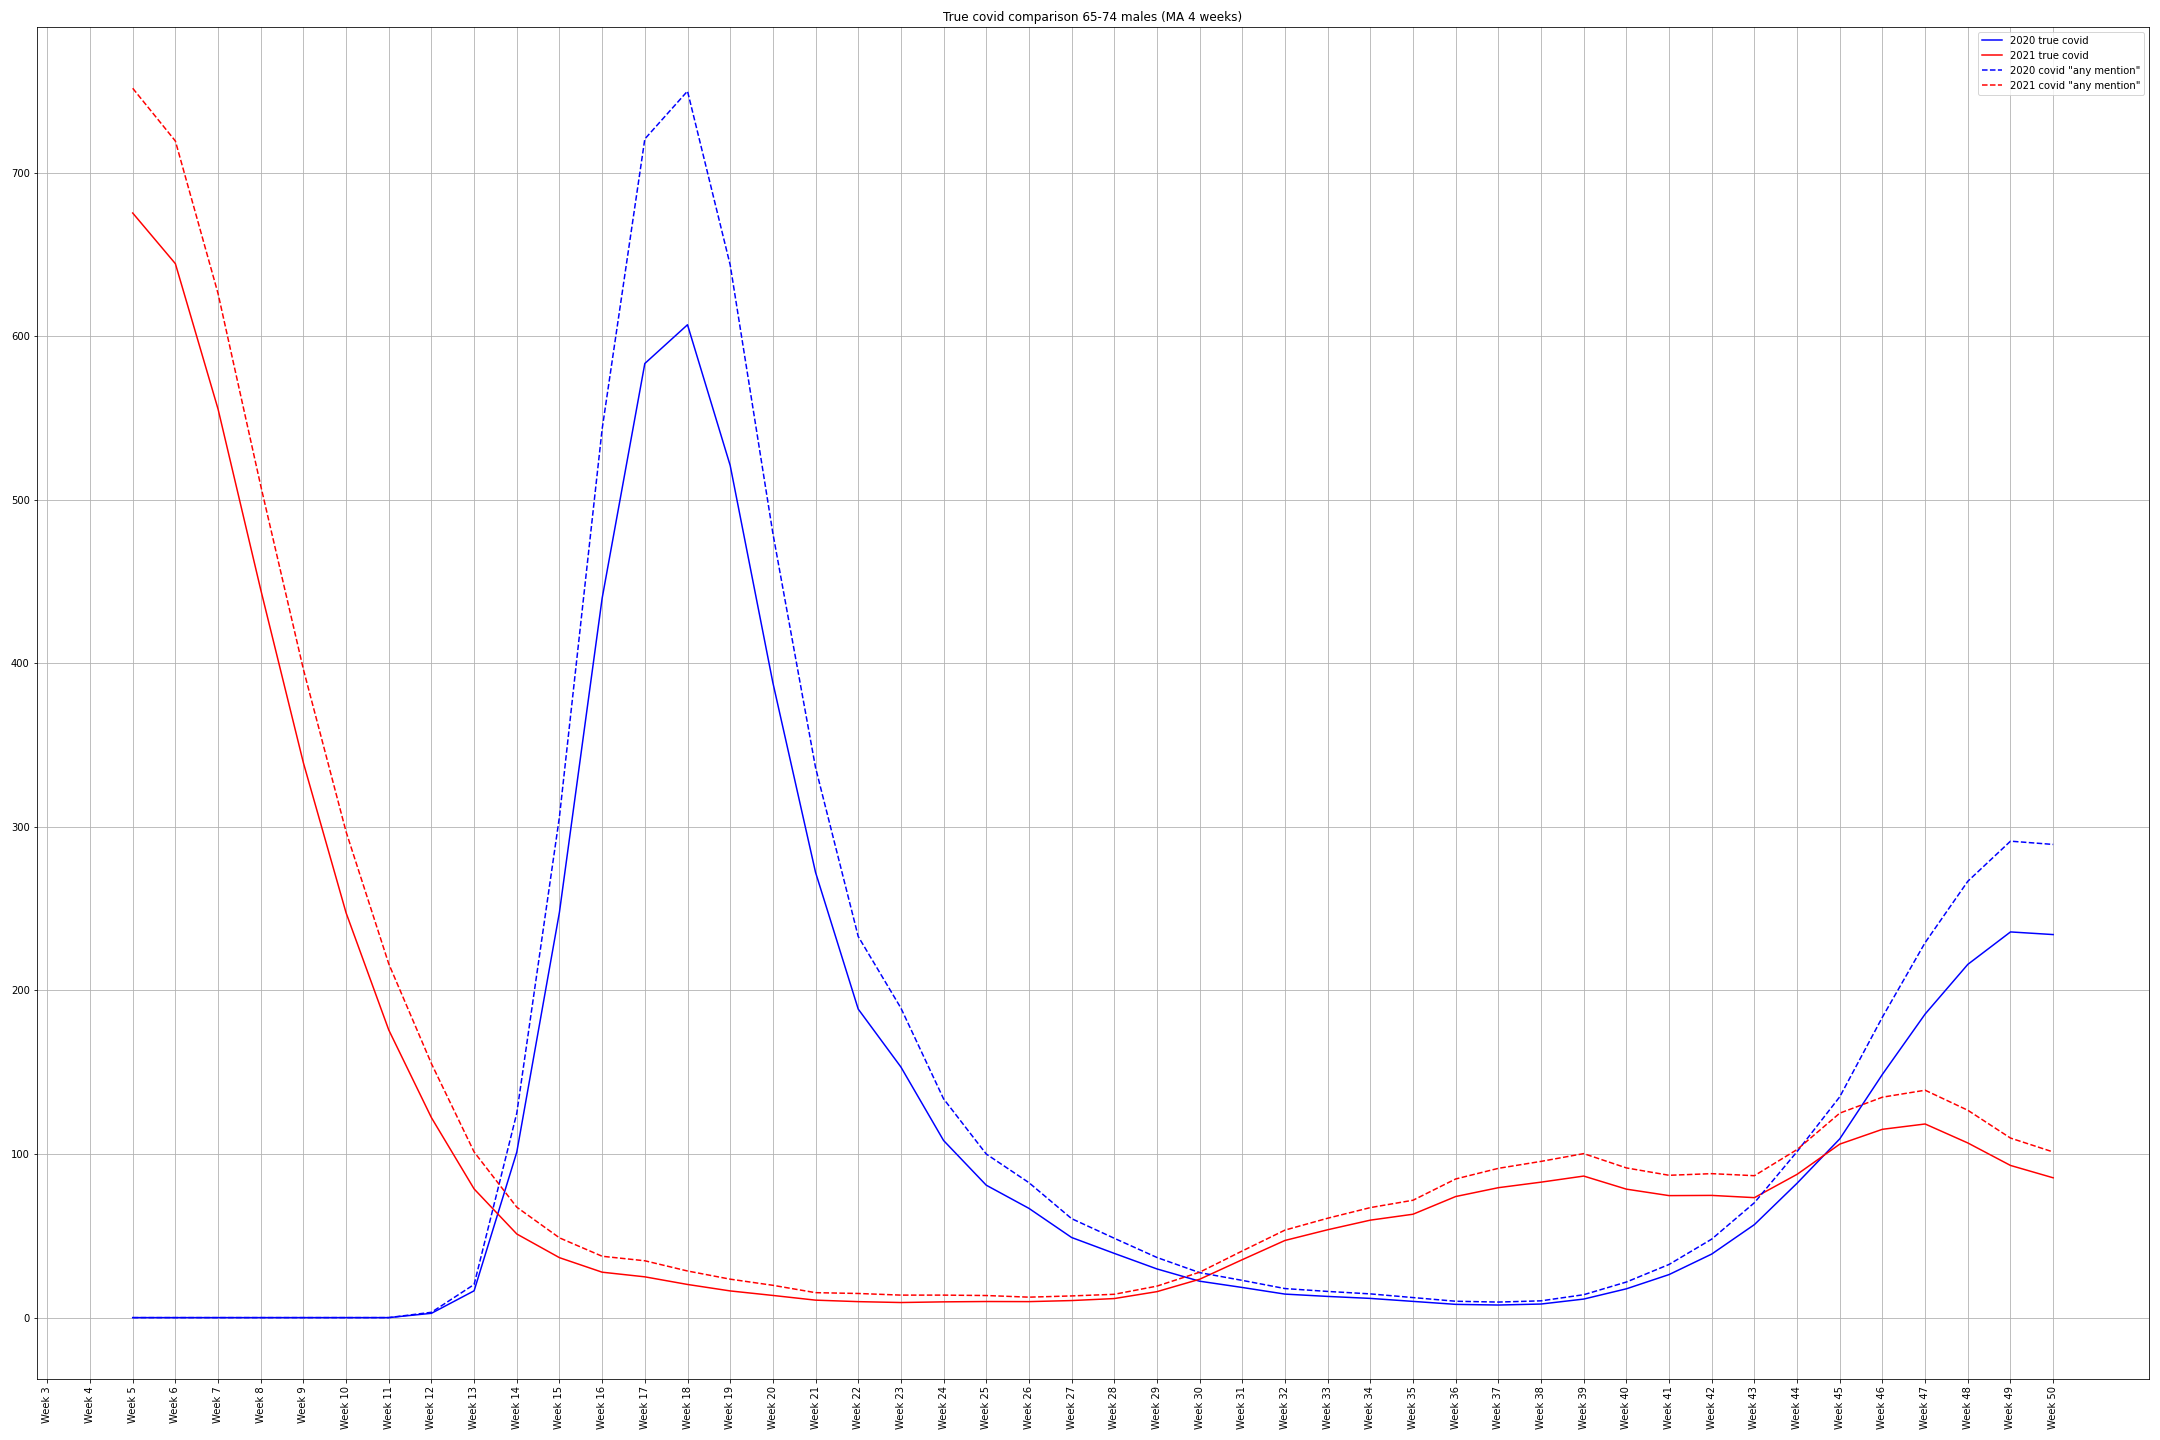 True covid comparison 65-74 males (MA 4 weeks)
2020 true covid
2021 true covid
2020 covid "any mention"
2021 covid "any mention"
700
600
500
400
300
200
100
0
Week 3
Week 4
Week 5
Week 6
Week 7
Week 8
Week 9
Week 10
Week 11
Week 12
Week 13
Week 14
Week 15
Week 16
Week 17
Week 18
Week 19
Week 20
Week 21
Week 22
Week 23
Week 24
Week 25
Week 26
Week 27
Week 28
Week 29
Week 30
Week 31
Week 32
Week 33
Week 34
Week 35
Week 36
Week 37
Week 38
Week 39
Week 40
Week 41
Week 42
Week 43
Week 44
Week 45
Week 46
Week 47
Week 48
Week 49
Week 50